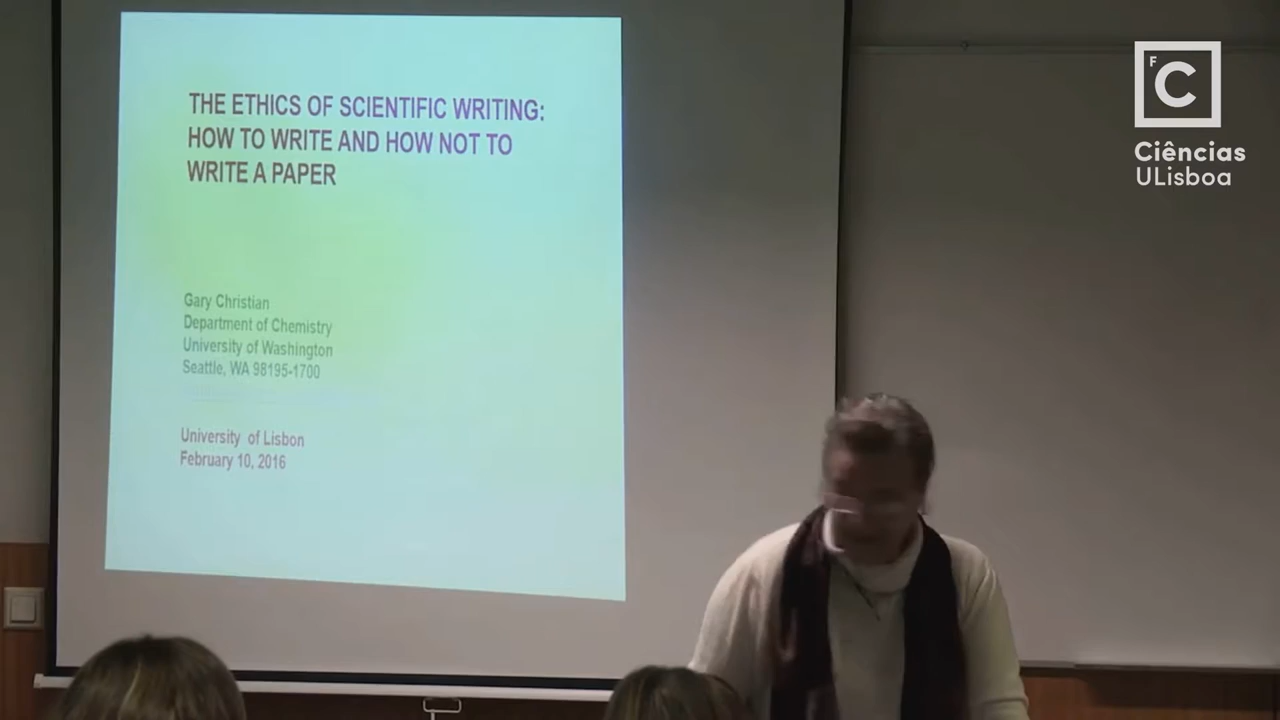 THE ETHICS OF SCIENTIFIC WRITING:
HOW TO WRITE AND HOW NOT TO
WRITE A PAPER
Gary Christian
Department of Chemistry
University of Washington
Seattle, WA 98195-1700
University of Lisbon
February 10, 2016
F
C
Ciências
ULisboa